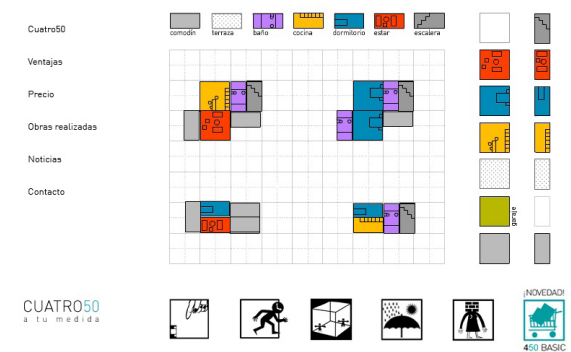 Cuatro50
Ventajas
Precio
Obras realizadas
Noticias
Contacto
comodín terraza baño cocina dormitorio estar escalera
garaje
CUATRO50
a tu medida
¡NOVEDAD!
450 BASIC